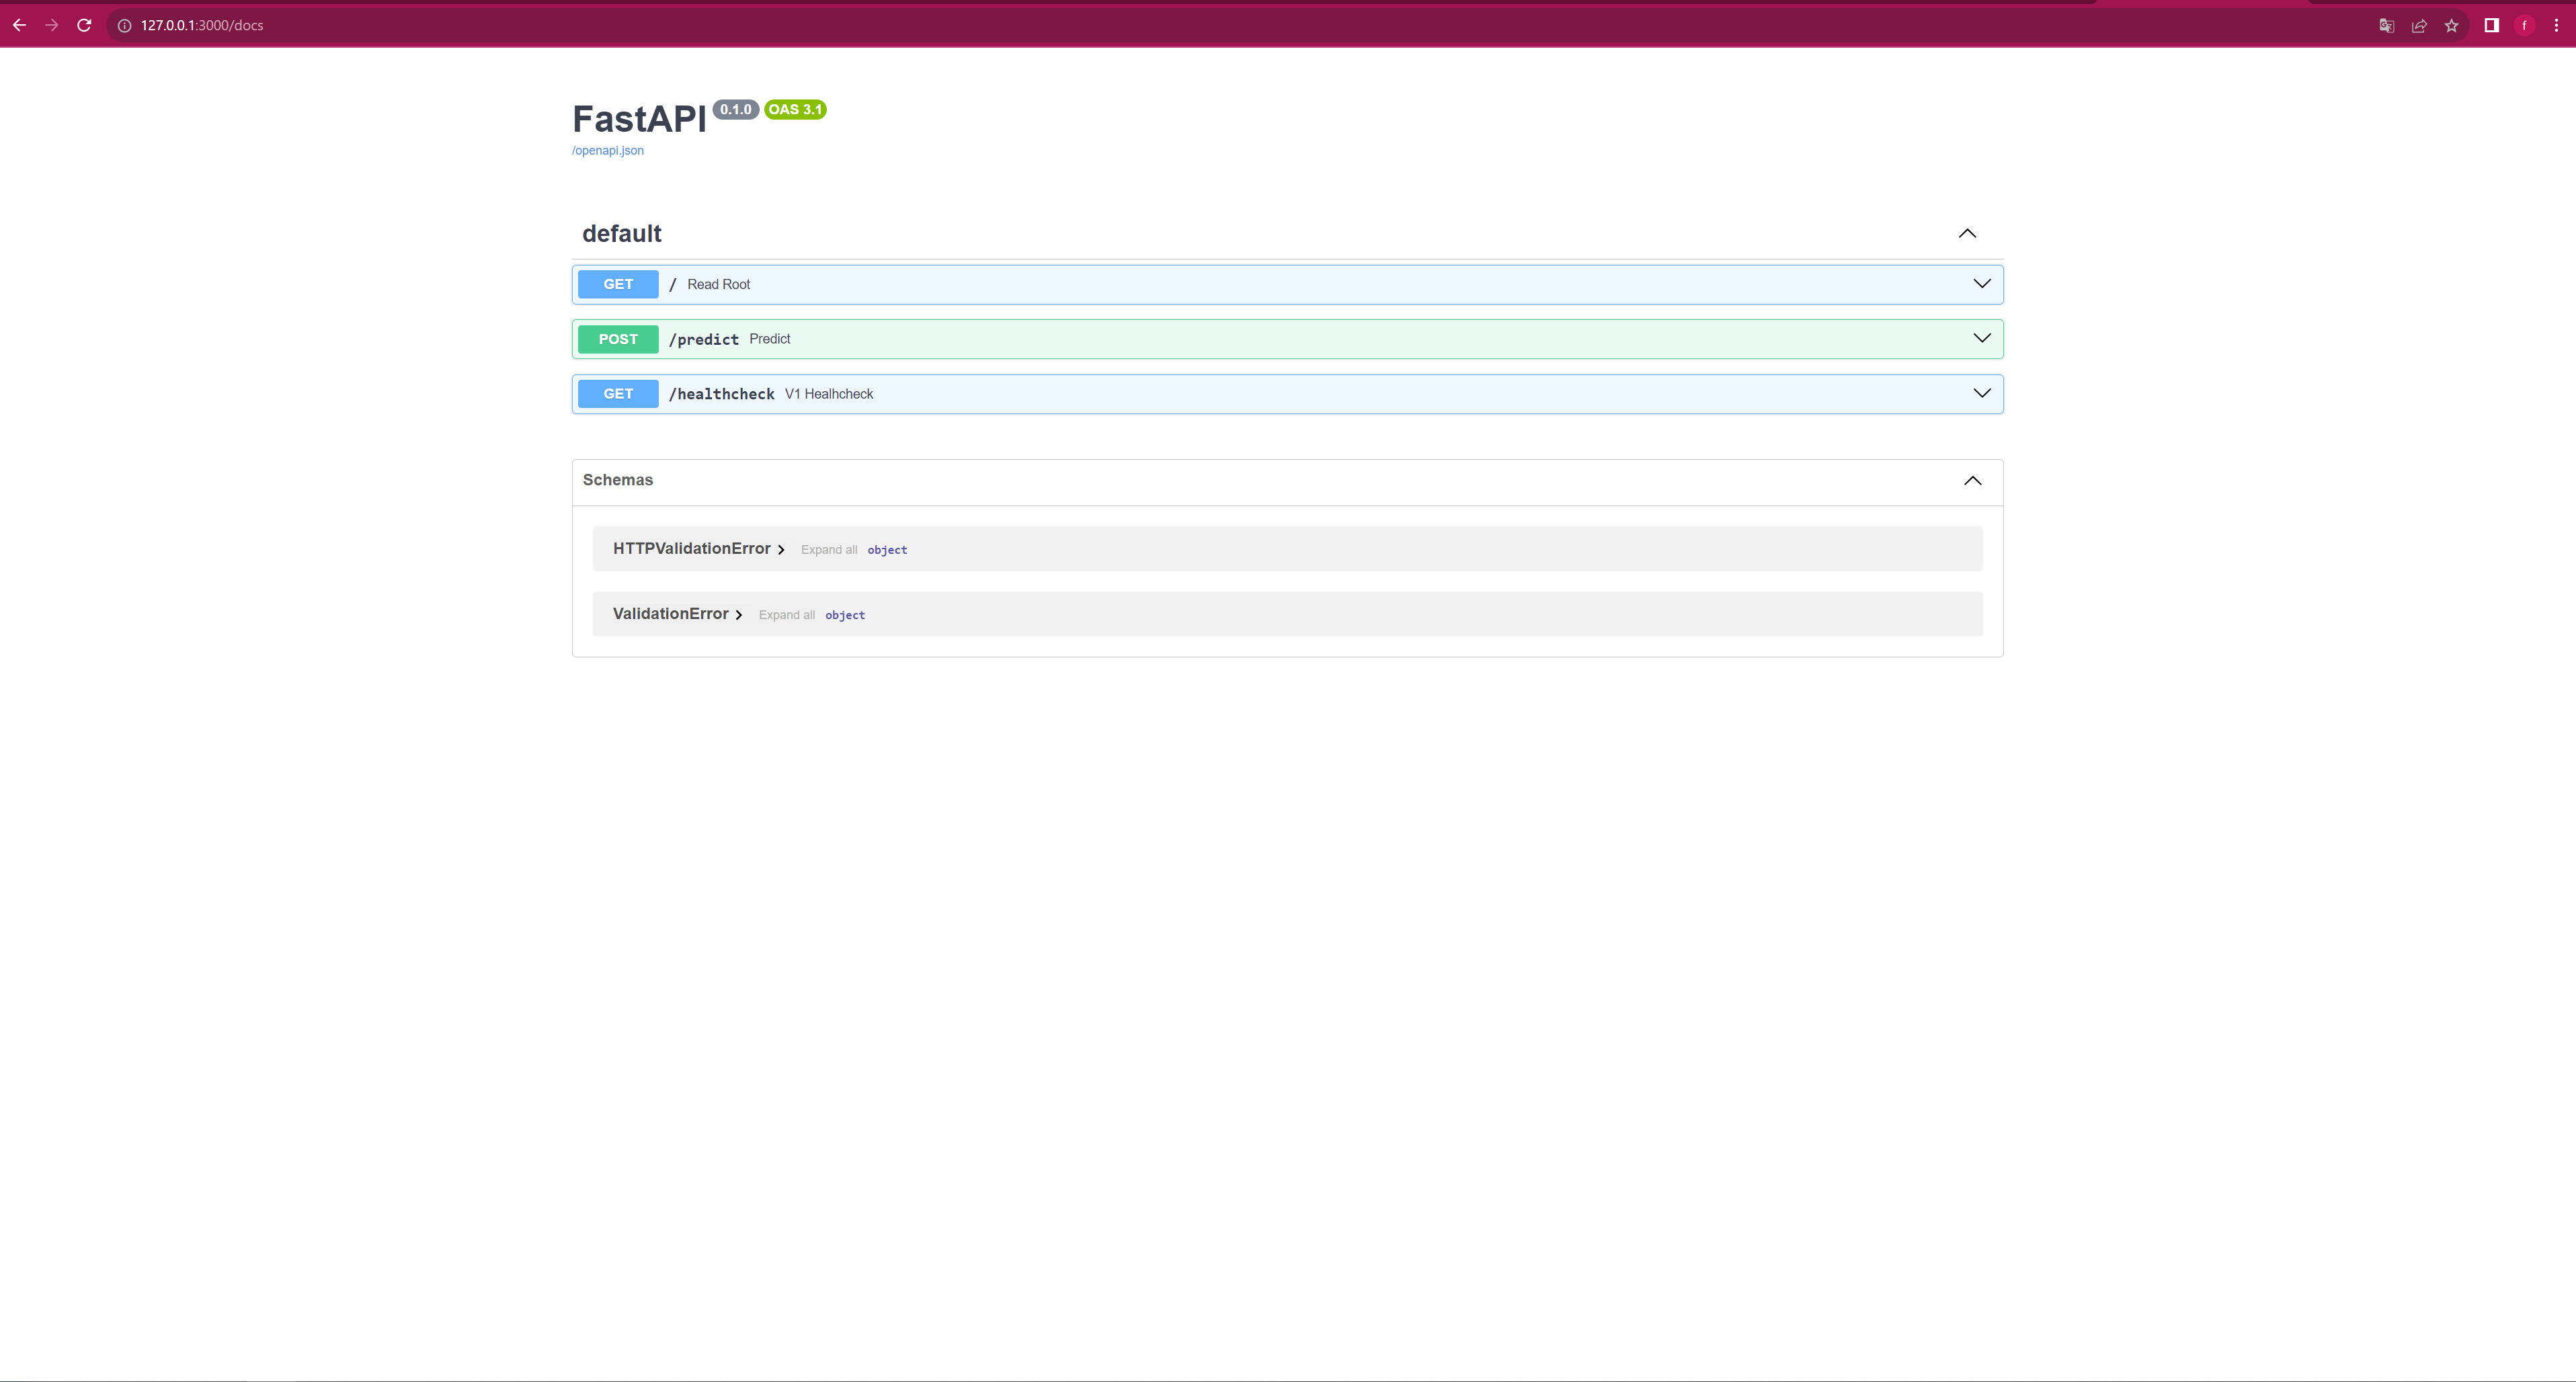 127.0.0.1:3000/docs
f
FastAPI 0.1.0 OAS 3.1
/openapi.json
default
GET / Read Root
POST /predict Predict
GET /healthcheck V1 Healhcheck
Schemas
HTTPValidationError Expand all object
ValidationError Expand all object